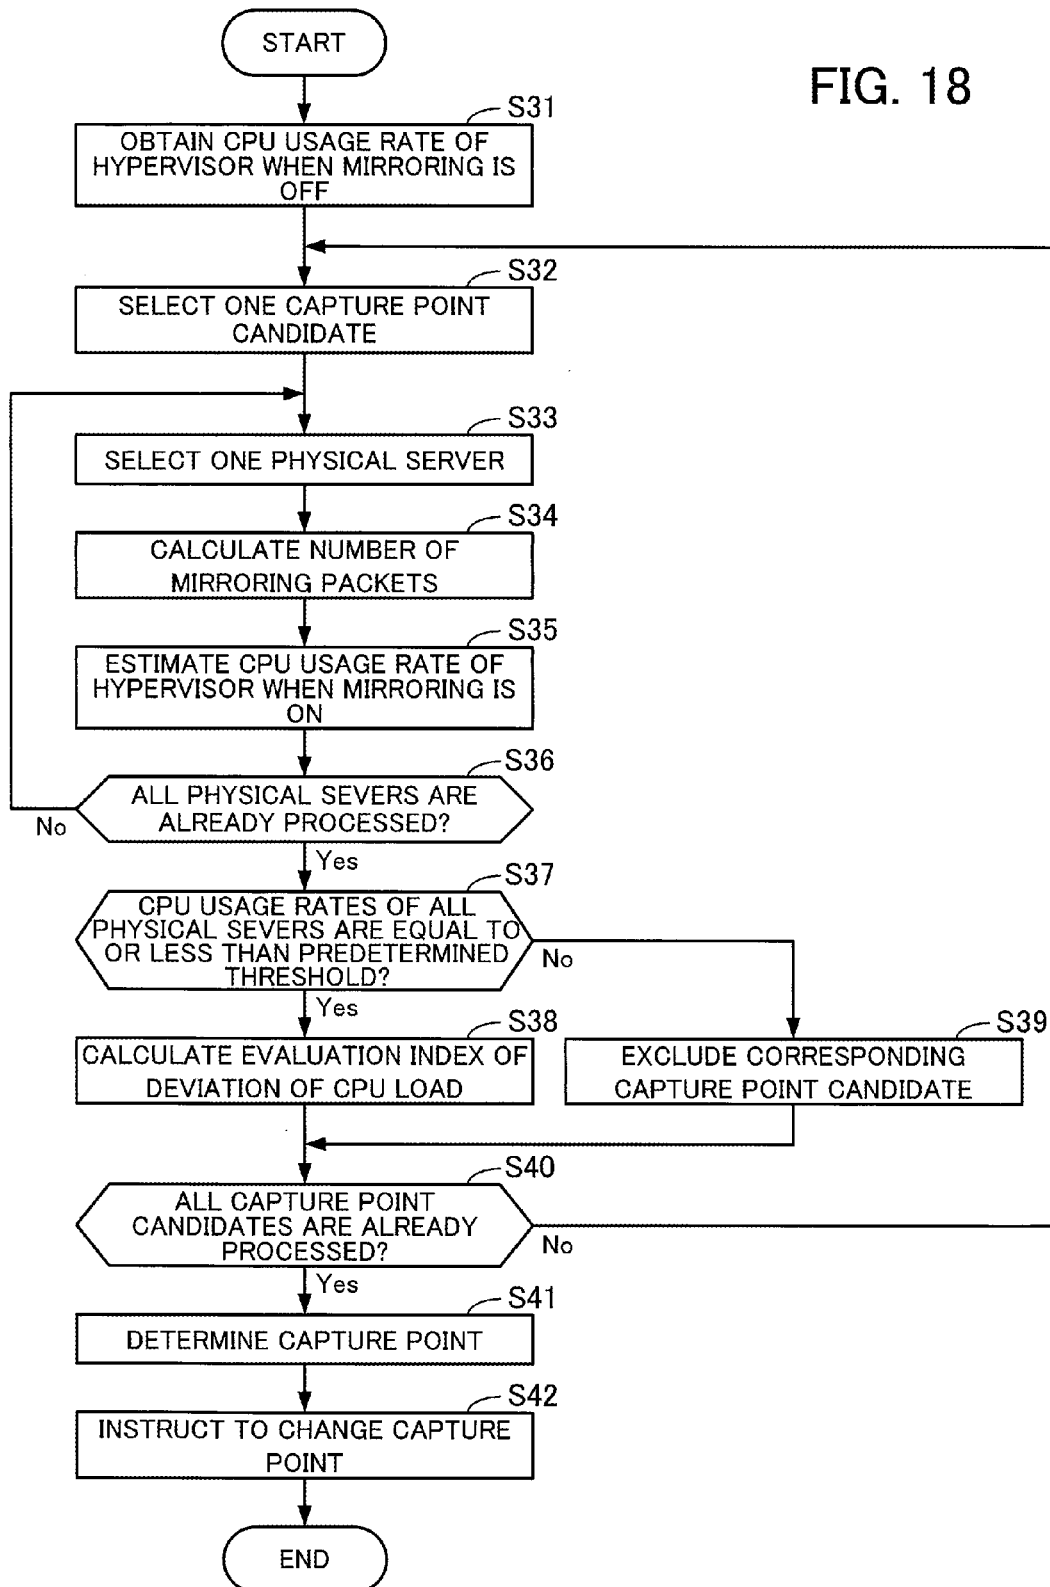 START
FIG. 18
S31
OBTAIN CPU USAGE RATE OF
HYPERVISOR WHEN MIRRORING IS
OFF
S32
SELECT ONE CAPTURE POINT
CANDIDATE
S33
SELECT ONE PHYSICAL SERVER
S34
CALCULATE NUMBER OF
MIRRORING PACKETS
S35
ESTIMATE CPU USAGE RATE OF
HYPERVISOR WHEN MIRRORING IS
ON
S36
ALL PHYSICAL SEVERS ARE
ALREADY PROCESSED?
No
Yes
S37
CPU USAGE RATES OF ALL
PHYSICAL SEVERS ARE EQUAL TO
OR LESS THAN PREDETERMINED
THRESHOLD?
No
Yes
S38
CALCULATE EVALUATION INDEX OF
DEVIATION OF CPU LOAD
S39
EXCLUDE CORRESPONDING
CAPTURE POINT CANDIDATE
S40
ALL CAPTURE POINT
CANDIDATES ARE ALREADY
PROCESSED?
No
Yes
S41
DETERMINE CAPTURE POINT
S42
INSTRUCT TO CHANGE CAPTURE
POINT
END